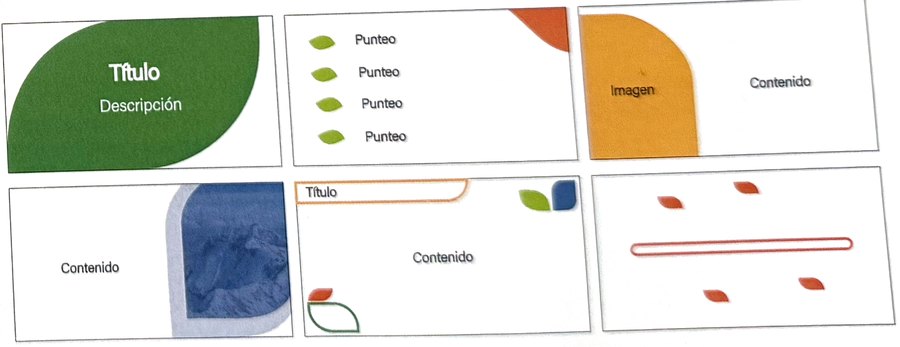 Título
Descripción
Punteo
Punteo
Punteo
Punteo
Imagen
Contenido
Contenido
Título
Contenido